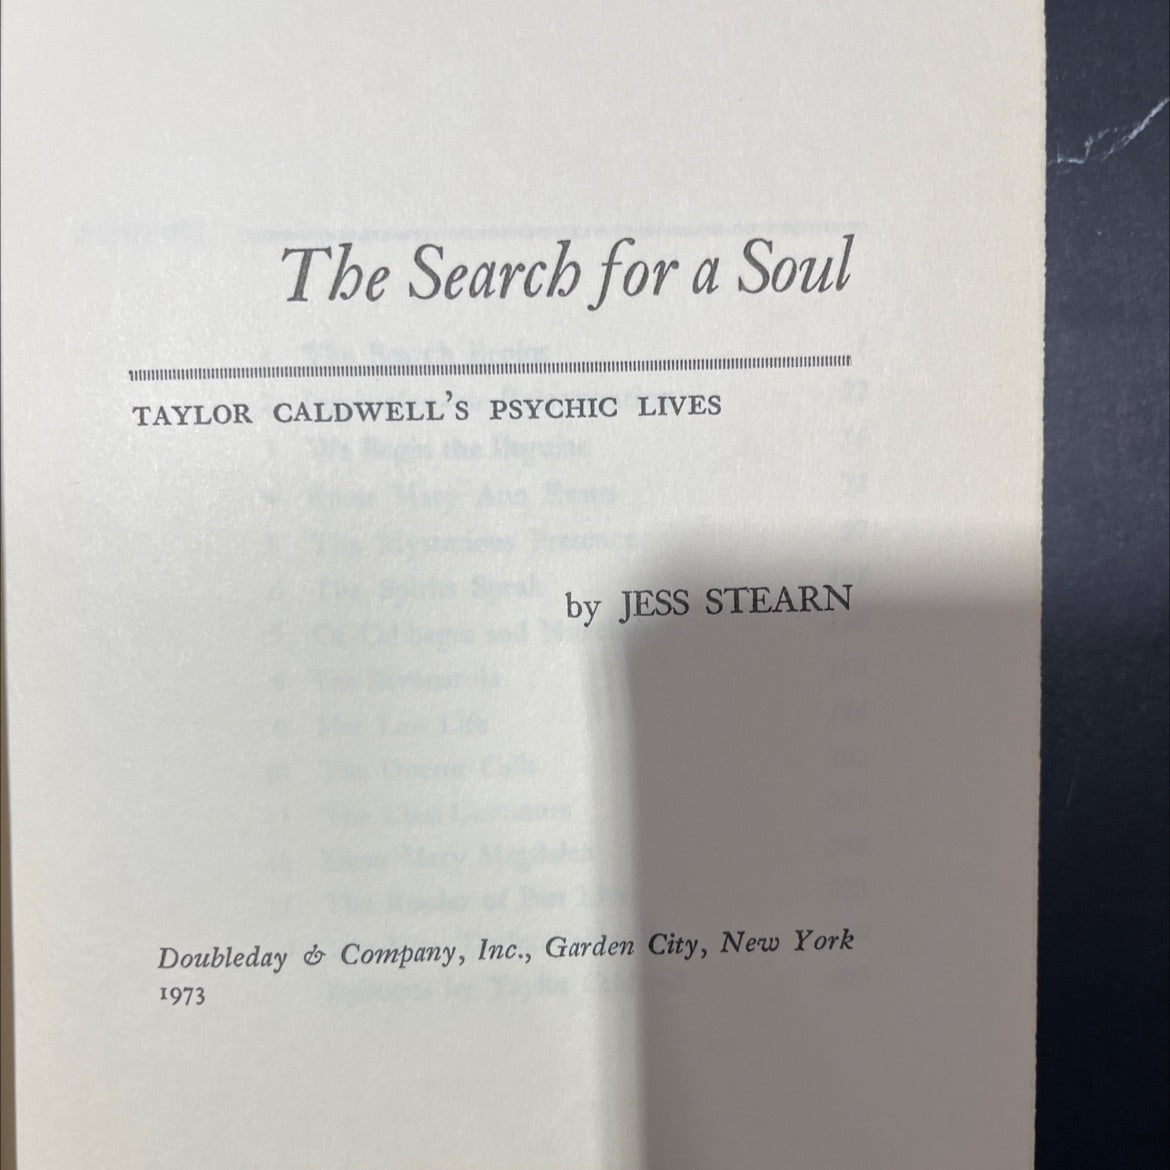 The Search for a Soul
TAYLOR CALDWELL'S PSYCHIC LIVES
by JESS STEARN
Doubleday & Company, Inc., Garden City, New York
1973